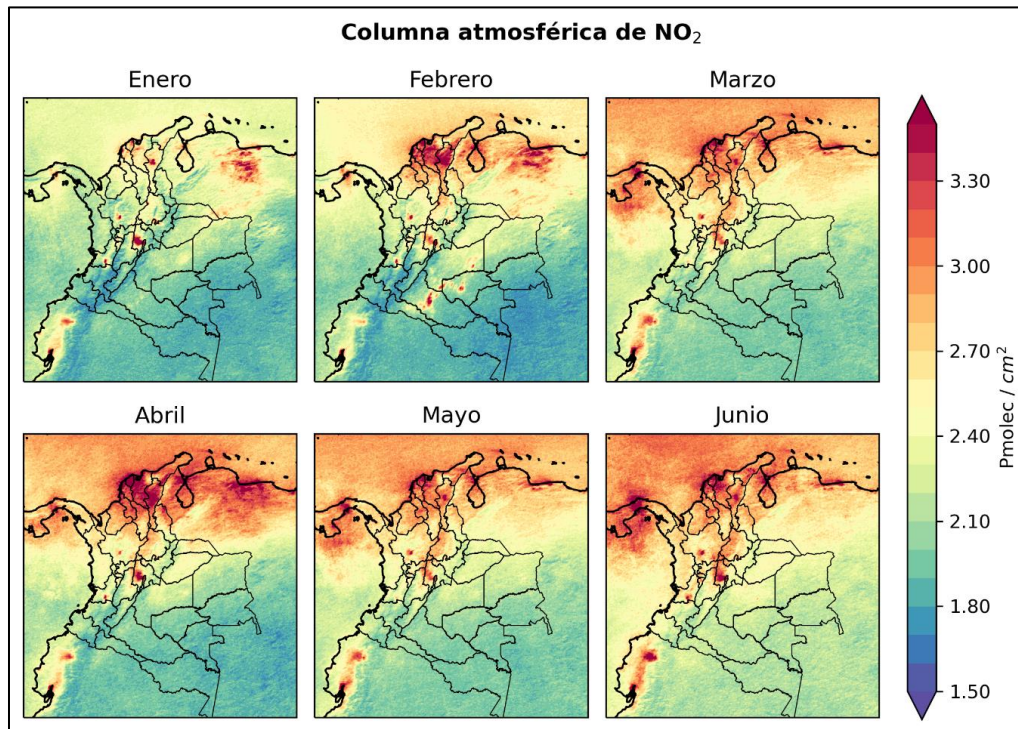 Columna atmosférica de NO₂
Enero
Febrero
Marzo
Abril
Mayo
Junio
3.30
3.00
2.70
2.40
2.10
1.80
1.50
Pmolec / cm²